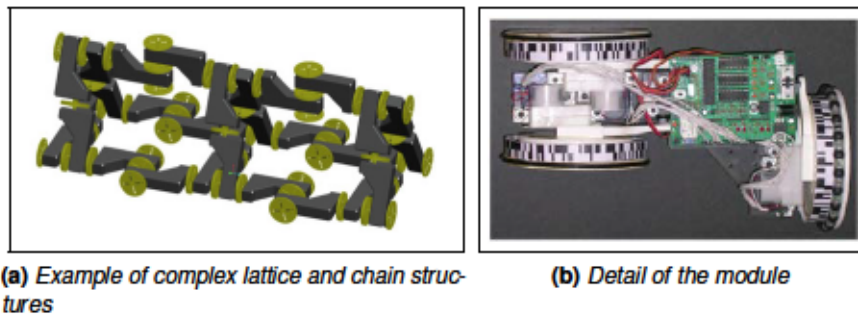 (a) Example of complex lattice and chain struc-
tures
(b) Detail of the module